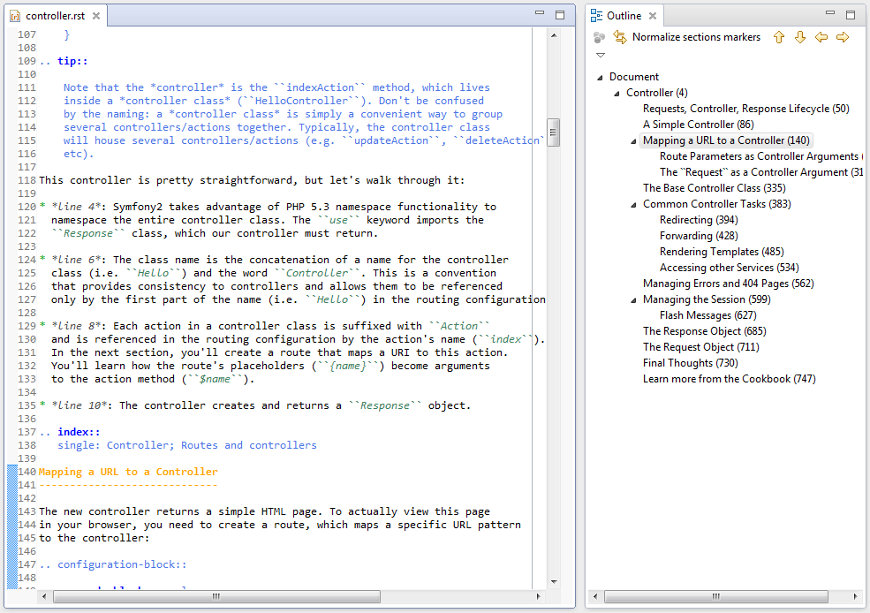 controller.rst
107 }
108
109 .. tip::
110
111 Note that the *controller* is the ``indexAction`` method, which lives
112 inside a *controller class* (``HelloController``). Don't be confused
113 by the naming: a *controller class* is simply a convenient way to group
114 several controllers/actions together. Typically, the controller class
115 will house several controllers/actions (e.g. ``updateAction``, ``deleteAction`
116 etc).
117
118 This controller is pretty straightforward, but let's walk through it:
119
120 * *line 4*: Symfony2 takes advantage of PHP 5.3 namespace functionality to
121 namespace the entire controller class. The ``use`` keyword imports the
122 ``Response`` class, which our controller must return.
123
124 * *line 6*: The class name is the concatenation of a name for the controller
125 class (i.e. ``Hello``) and the word ``Controller``. This is a convention
126 that provides consistency to controllers and allows them to be referenced
127 only by the first part of the name (i.e. ``Hello``) in the routing configuration
128
129 * *line 8*: Each action in a controller class is suffixed with ``Action``
130 and is referenced in the routing configuration by the action's name (``index``).
131 In the next section, you'll create a route that maps a URI to this action.
132 You'll learn how the route's placeholders (``{name}``) become arguments
133 to the action method (``$name``).
134
135 * *line 10*: The controller creates and returns a ``Response`` object.
136
137 .. index::
138 single: Controller; Routes and controllers
139
140 Mapping a URL to a Controller
141 -----------------------------
142
143 The new controller returns a simple HTML page. To actually view this page
144 in your browser, you need to create a route, which maps a specific URL pattern
145 to the controller:
146
147 .. configuration-block::
148
Outline
Normalize sections markers
Document
Controller (4)
Requests, Controller, Response Lifecycle (50)
A Simple Controller (86)
Mapping a URL to a Controller (140)
Route Parameters as Controller Arguments (
The ``Request`` as a Controller Argument (31
The Base Controller Class (335)
Common Controller Tasks (383)
Redirecting (394)
Forwarding (428)
Rendering Templates (485)
Accessing other Services (534)
Managing Errors and 404 Pages (562)
Managing the Session (599)
Flash Messages (627)
The Response Object (685)
The Request Object (711)
Final Thoughts (730)
Learn more from the Cookbook (747)